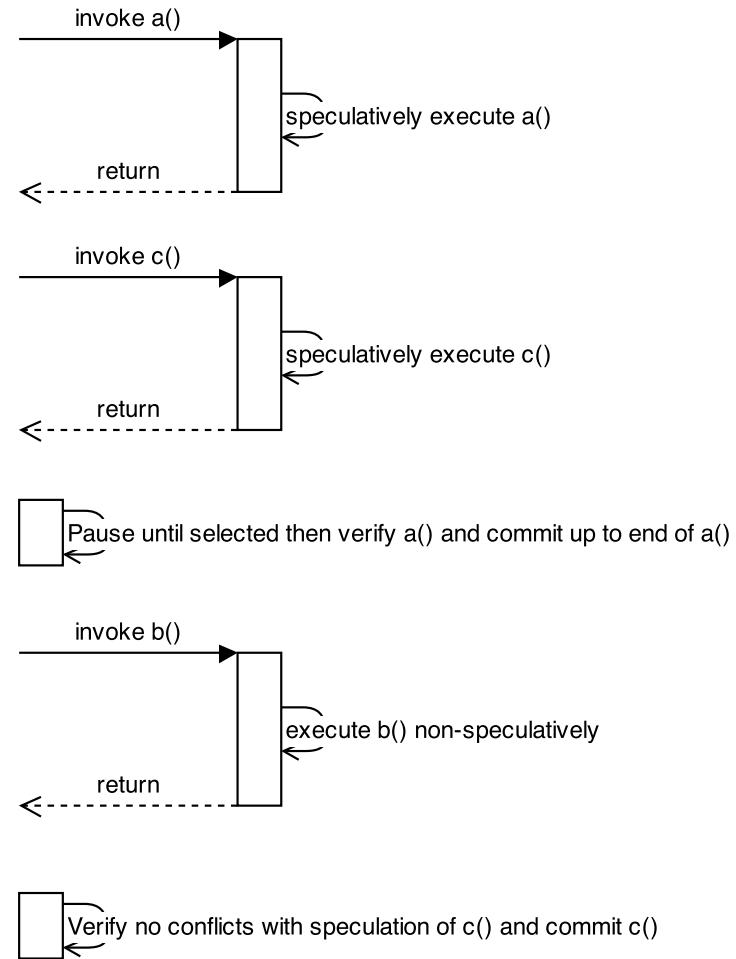 invoke a()
speculatively execute a()
return
invoke c()
speculatively execute c()
return
Pause until selected then verify a() and commit up to end of a()
invoke b()
execute b() non-speculatively
return
Verify no conflicts with speculation of c() and commit c()